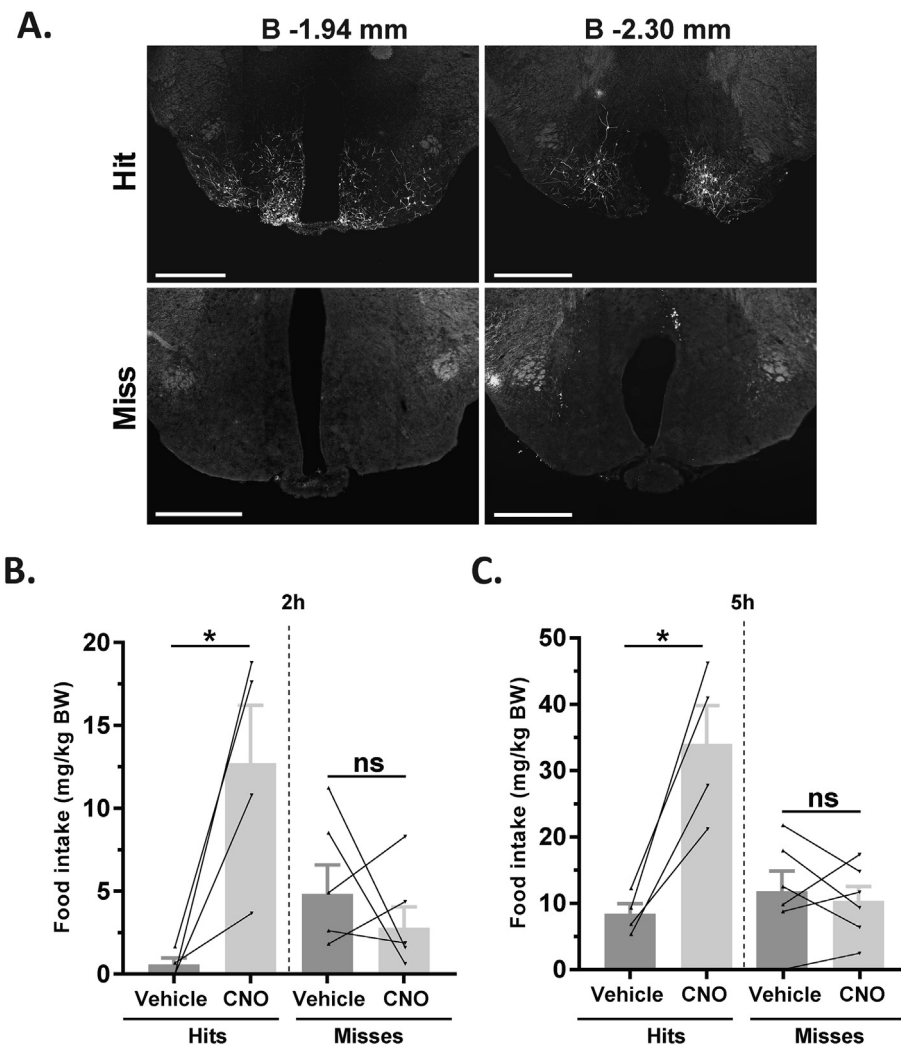 A.
B -1.94 mm
B -2.30 mm
Hit
Miss
B.
2h
Food intake (mg/kg BW)
20
15
10
5
0
*
ns
Vehicle
CNO
Vehicle
CNO
Hits
Misses
C.
5h
Food intake (mg/kg BW)
50
40
30
20
10
0
*
ns
Vehicle
CNO
Vehicle
CNO
Hits
Misses